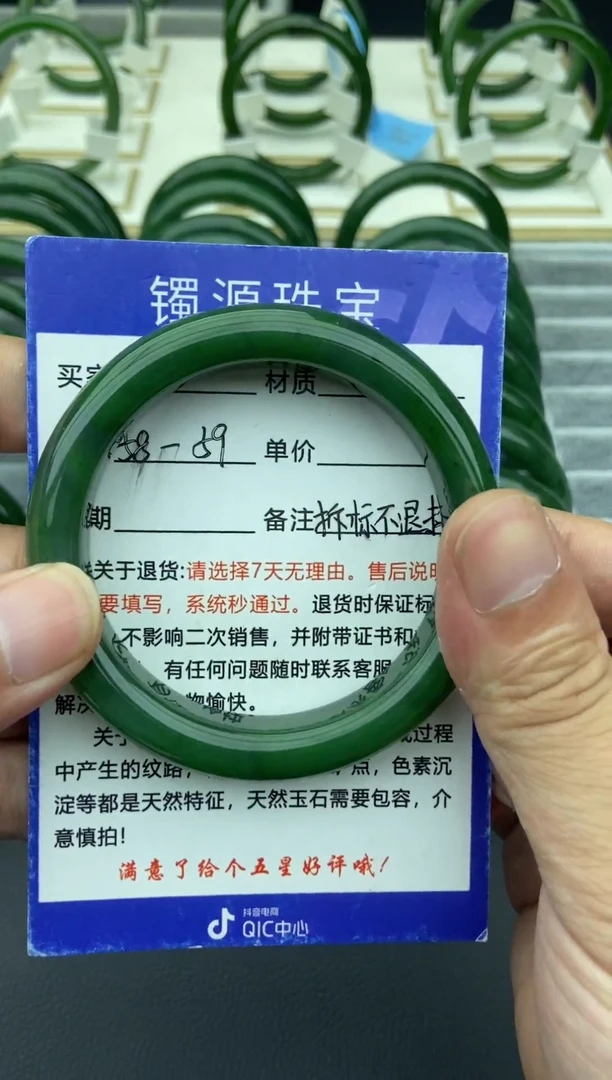 镯源珠宝
买家 材质
58-59 单价
期 备注拆标不退
关于退货:请选择7天无理由。售后说明
要填写，系统秒通过。退货时保证标
不影响二次销售，并附带证书和
有任何问题随时联系客服
解决 物愉快。
关于 成过程
中产生的纹路， 点，色素沉
淀等都是天然特征，天然玉石需要包容，介
意慎拍!
满意了给个五星好评哦!
抖音电商
QIC中心